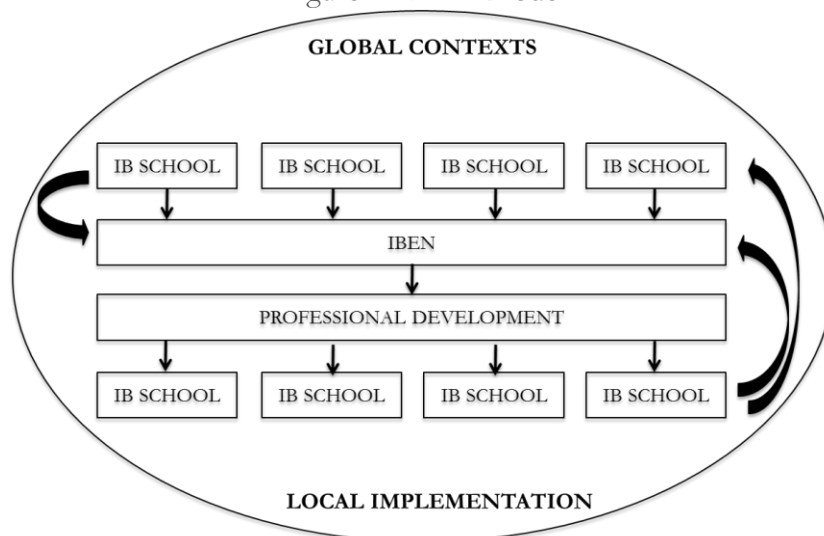 GLOBAL CONTEXTS
IB SCHOOL IB SCHOOL IB SCHOOL IB SCHOOL
IBEN
PROFESSIONAL DEVELOPMENT
IB SCHOOL IB SCHOOL IB SCHOOL IB SCHOOL
LOCAL IMPLEMENTATION